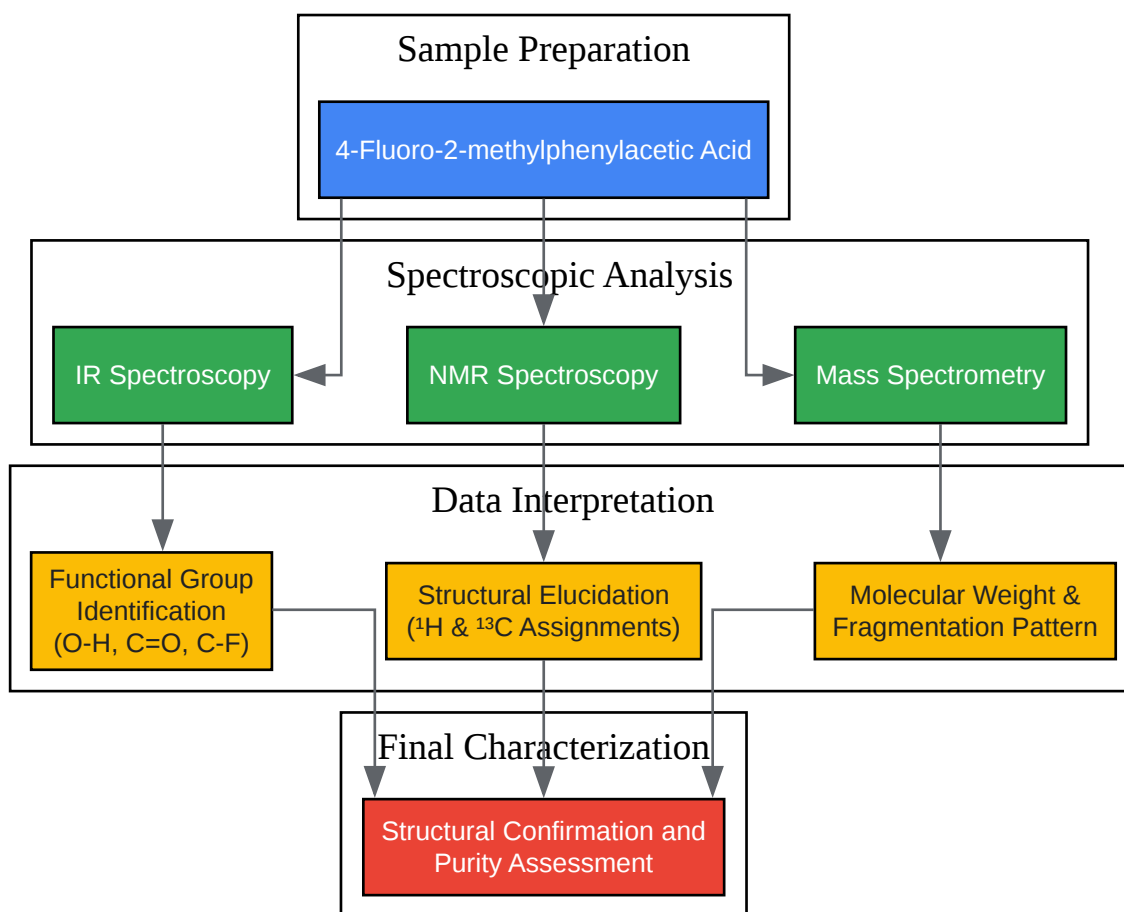 Sample Preparation
4-Fluoro-2-methylphenylacetic Acid
Spectroscopic Analysis
IR Spectroscopy
NMR Spectroscopy
Mass Spectrometry
Data Interpretation
Functional Group
Identification
(O-H, C=O, C-F)
Structural Elucidation
(¹H & ¹³C Assignments)
Molecular Weight &
Fragmentation Pattern
Final Characterization
Structural Confirmation and
Purity Assessment